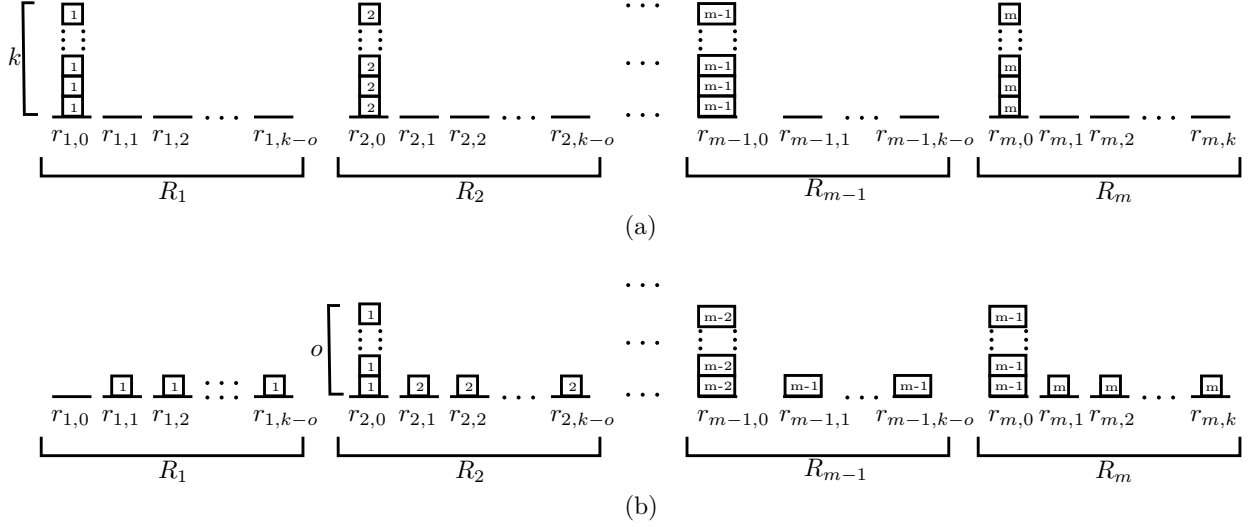 1 2 · · · m-1 m
k 1 2 · · · m-1 m
1 2 m-1 m
1 2 · · · m-1 m
r_{1,0} r_{1,1} r_{1,2} · · · r_{1,k−o} r_{2,0} r_{2,1} r_{2,2} · · · r_{2,k−o} r_{m−1,0} r_{m−1,1} · · · r_{m−1,k−o} r_{m,0} r_{m,1} r_{m,2} · · · r_{m,k}
R_1 R_2 R_{m−1} R_m
(a)
· · ·
1 m-2 m-1
o 1 · · · m-2 m-1
1 1 · · · 1 1 2 2 · · · 2 · · · m-2 m-1 · · · m-1 m-1 m m · · · m
r_{1,0} r_{1,1} r_{1,2} r_{1,k−o} r_{2,0} r_{2,1} r_{2,2} r_{2,k−o} r_{m−1,0} r_{m−1,1} r_{m−1,k−o} r_{m,0} r_{m,1} r_{m,2} r_{m,k}
R_1 R_2 R_{m−1} R_m
(b)